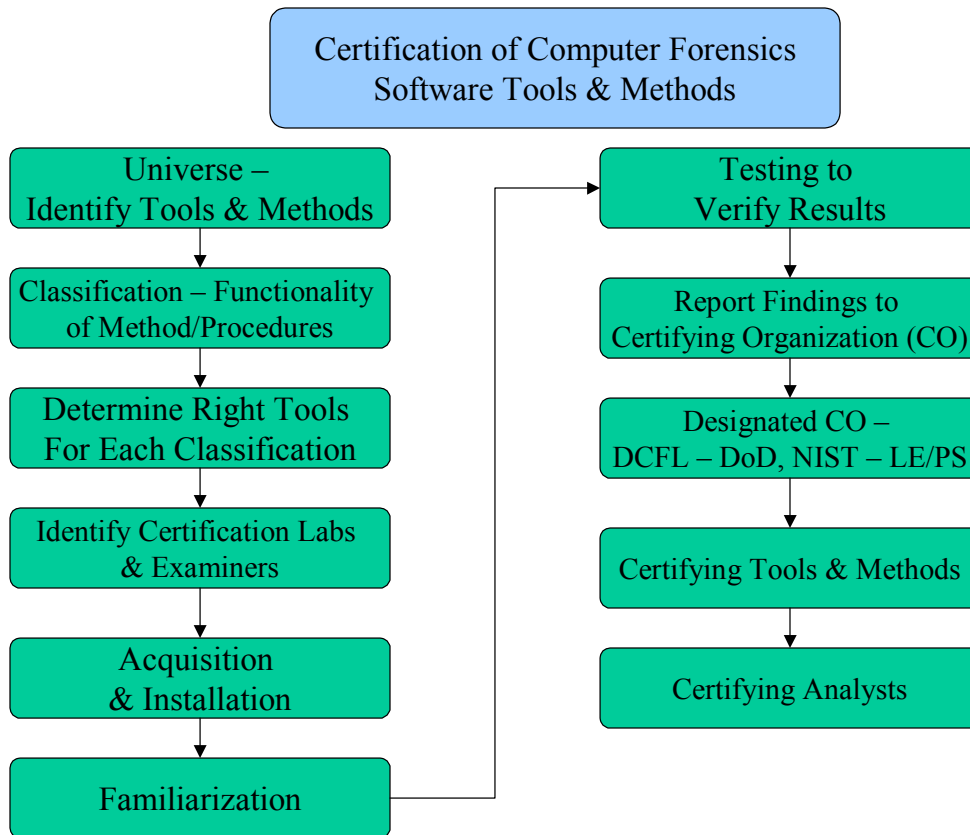 Certification of Computer Forensics
Software Tools & Methods
Universe –
Identify Tools & Methods
Classification – Functionality
of Method/Procedures
Determine Right Tools
For Each Classification
Identify Certification Labs
& Examiners
Acquisition
& Installation
Familiarization
Testing to
Verify Results
Report Findings to
Certifying Organization (CO)
Designated CO –
DCFL – DoD, NIST – LE/PS
Certifying Tools & Methods
Certifying Analysts